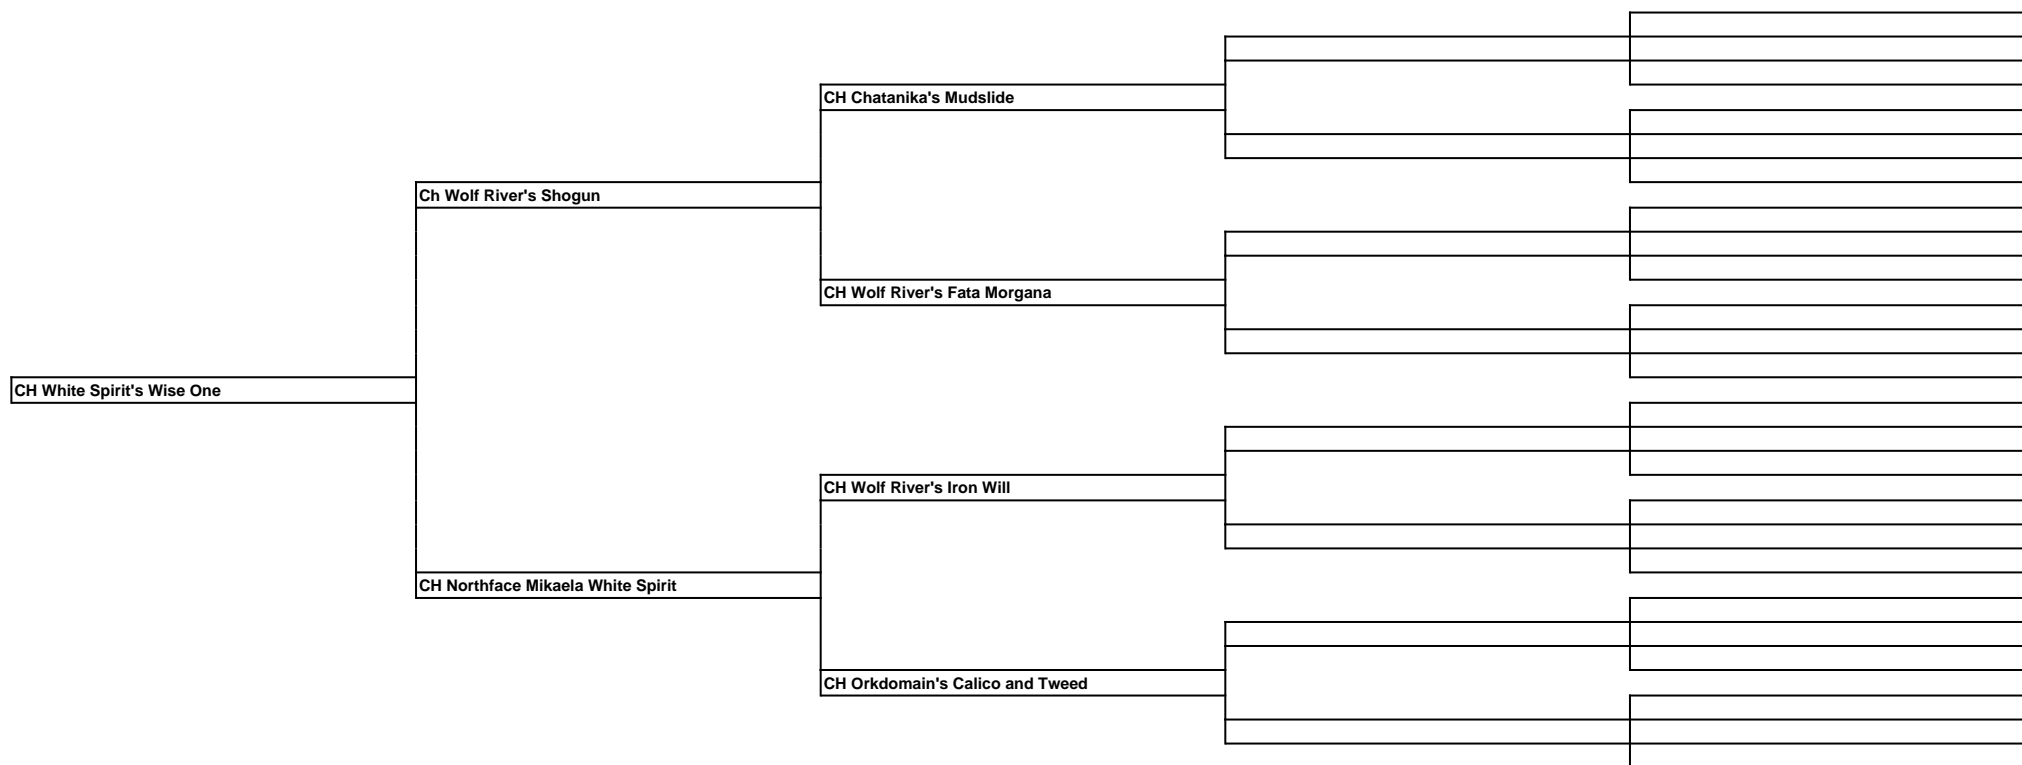 CH Chatanika's Mudslide
Ch Wolf River's Shogun
CH Wolf River's Fata Morgana
CH White Spirit's Wise One
CH Wolf River's Iron Will
CH Northface Mikaela White Spirit
CH Orkdomain's Calico and Tweed